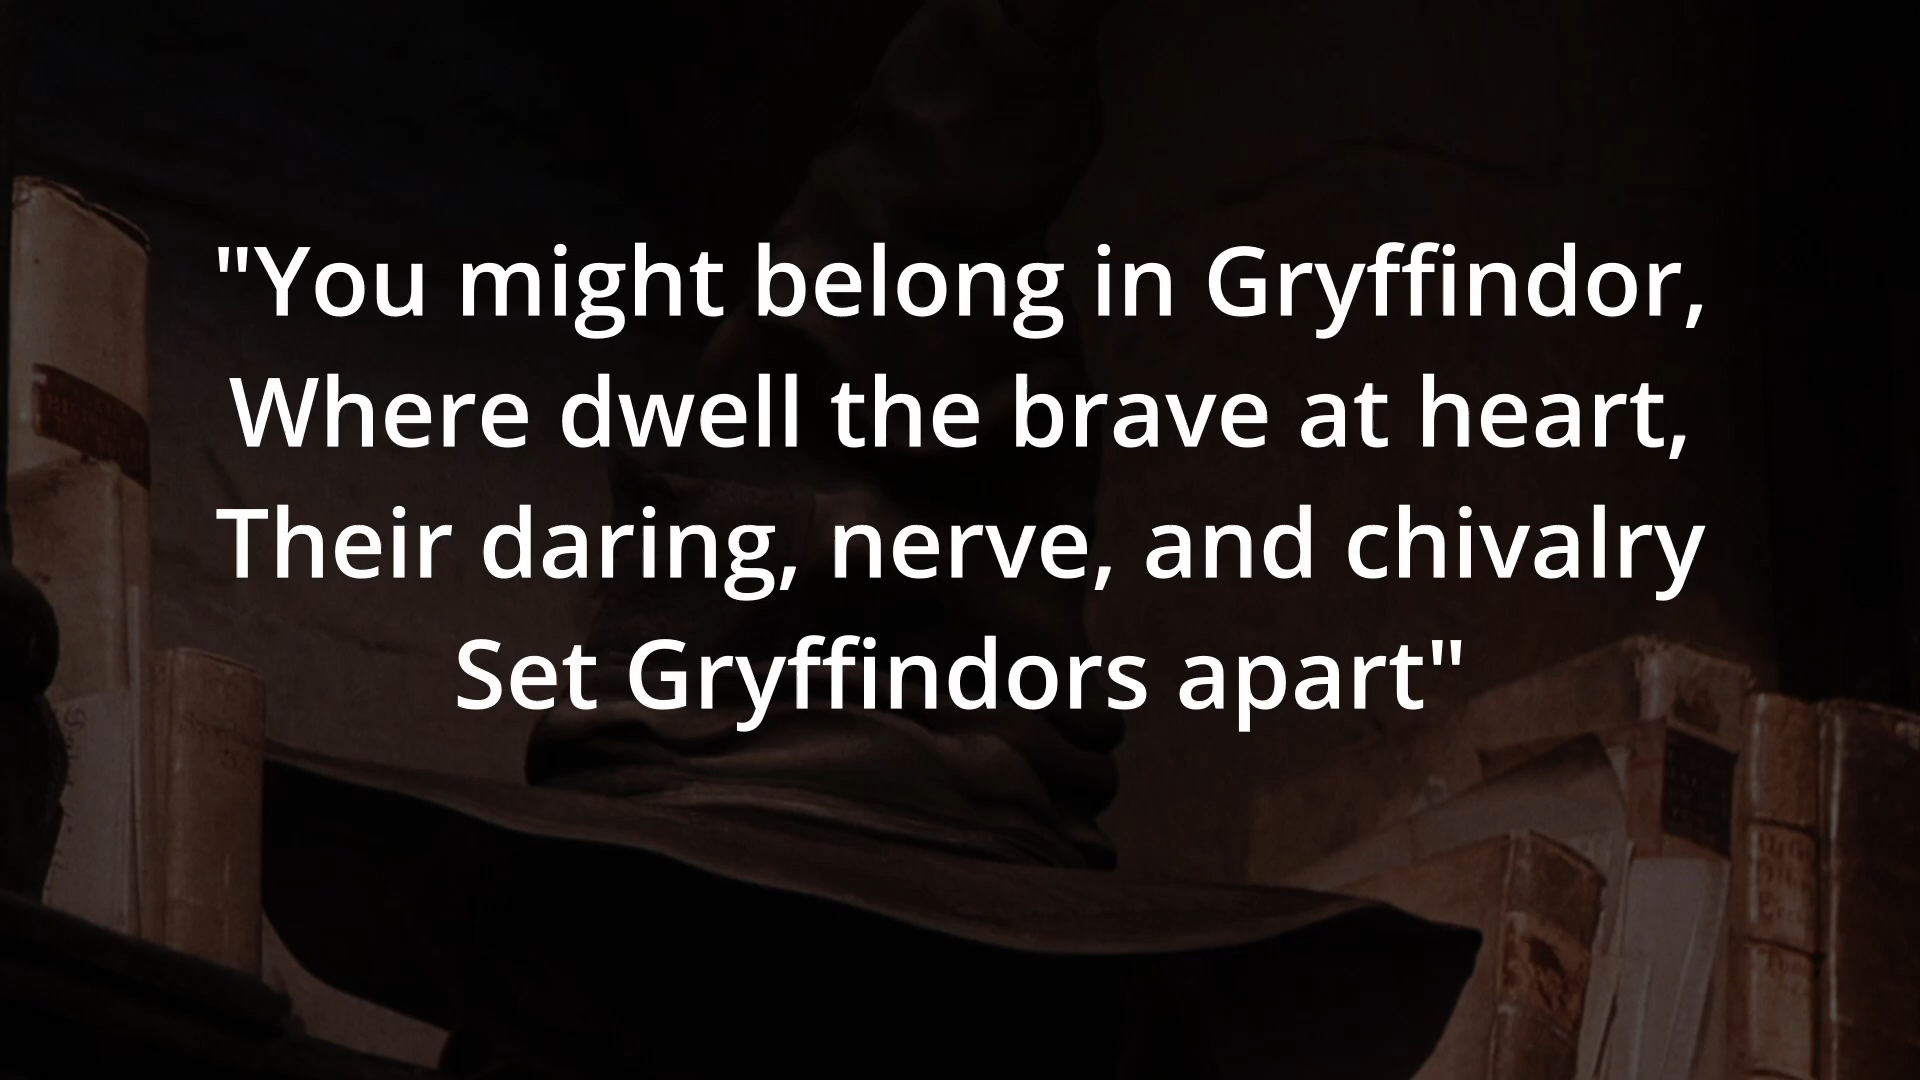 "You might belong in Gryffindor,
Where dwell the brave at heart,
Their daring, nerve, and chivalry
Set Gryffindors apart"